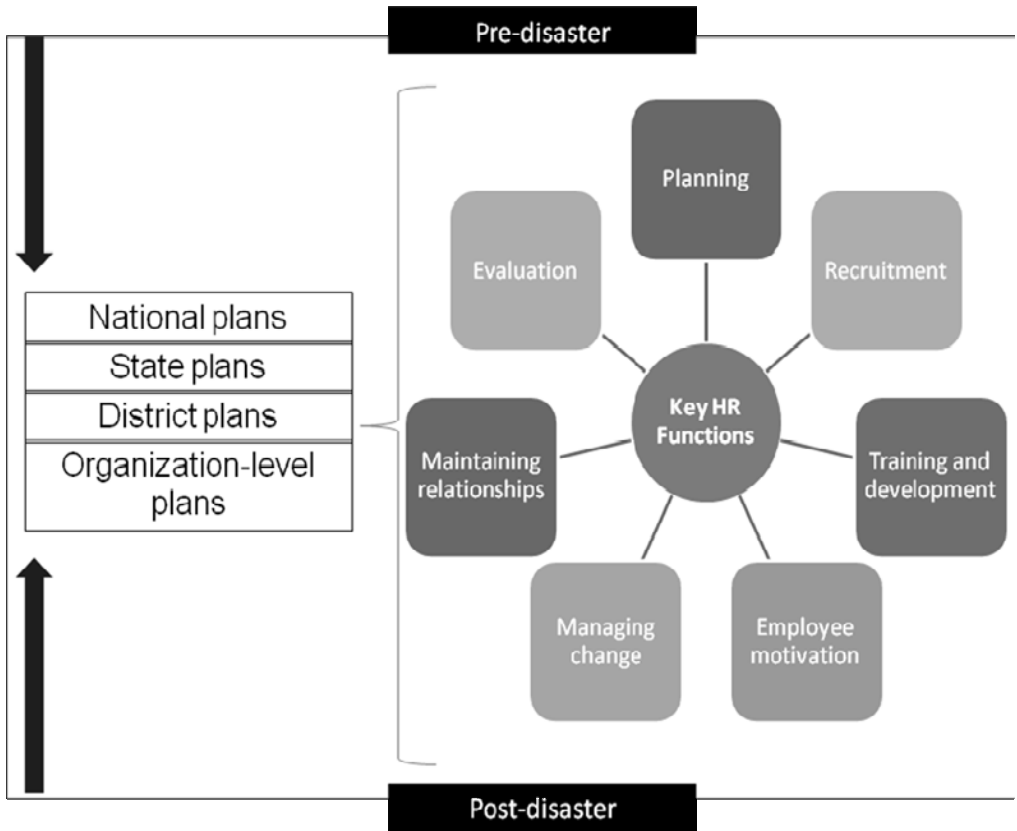 Pre-disaster
National plans
State plans
District plans
Organization-level
plans
Planning
Recruitment
Training and
development
Employee
motivation
Managing
change
Maintaining
relationships
Evaluation
Key HR
Functions
Post-disaster